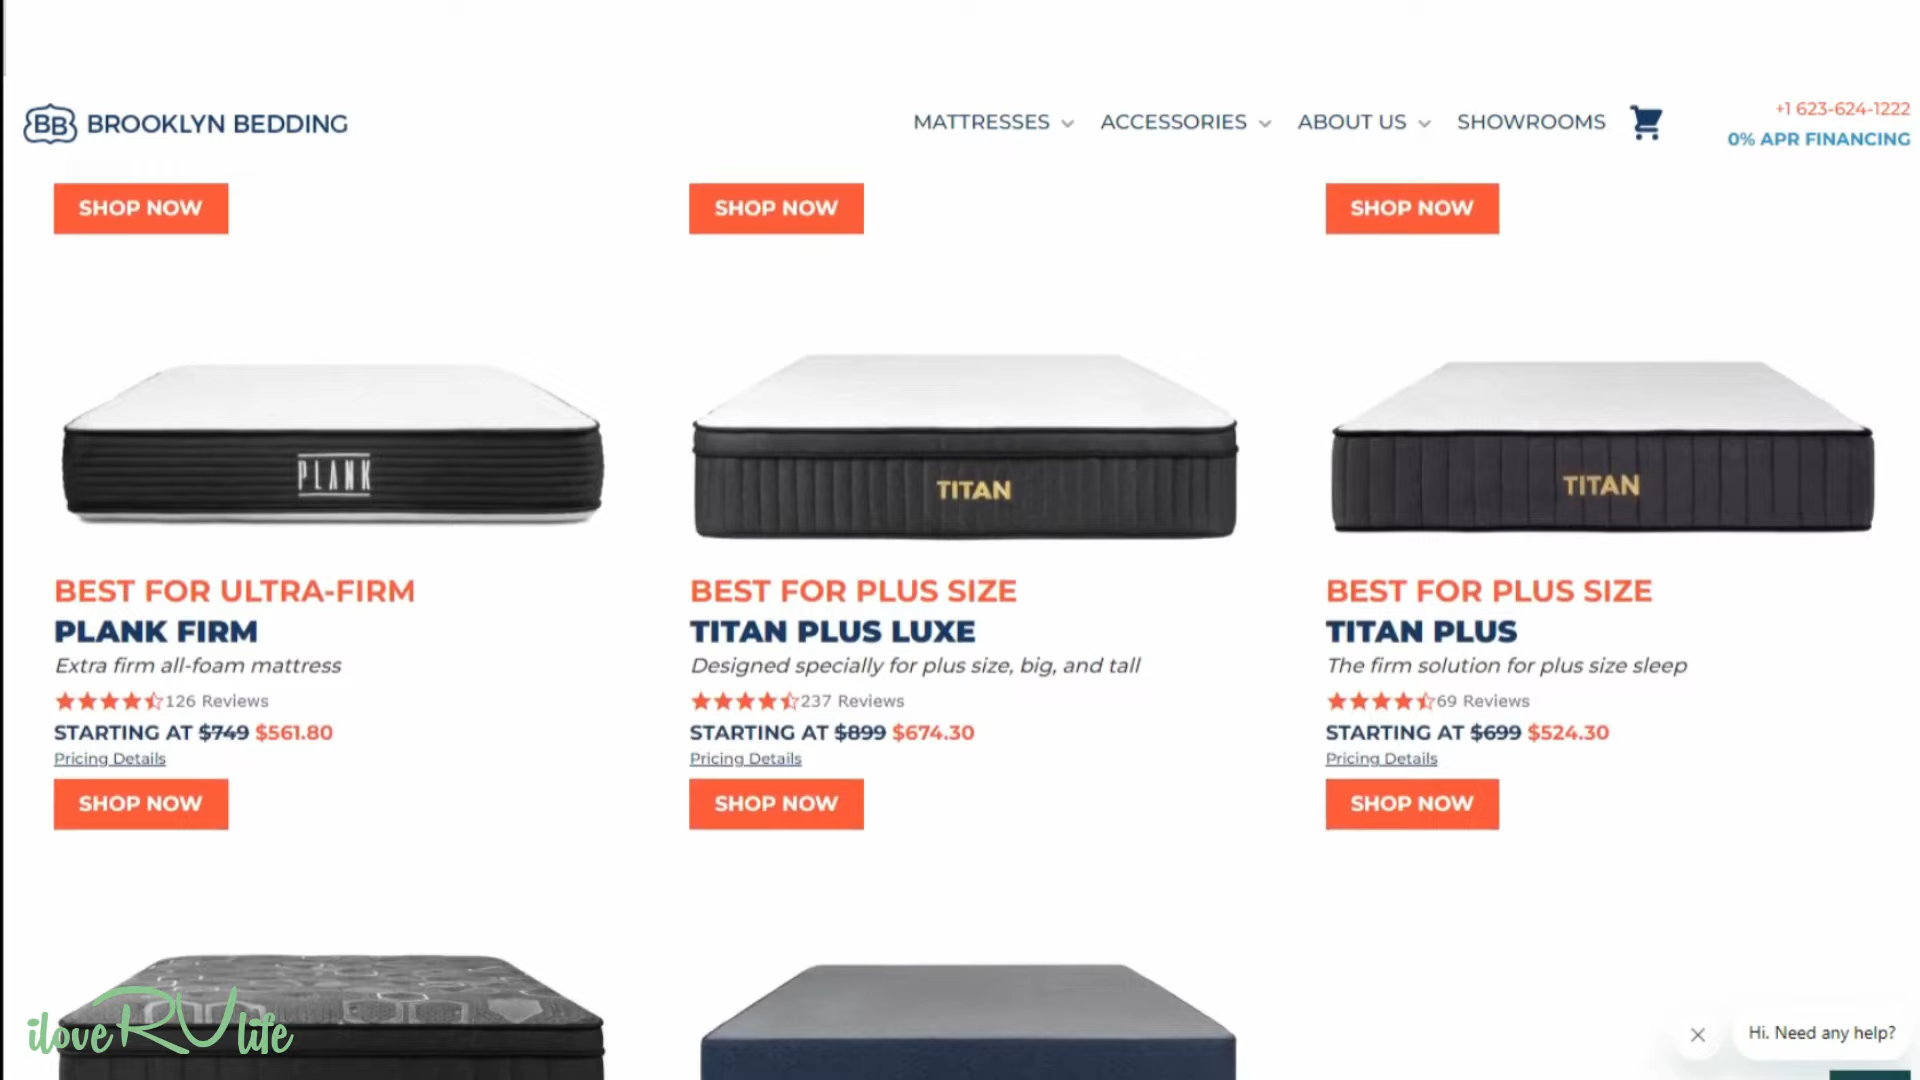 BB BROOKLYN BEDDING
MATTRESSES ACCESSORIES ABOUT US SHOWROOMS
+1 623-624-1222
0% APR FINANCING
SHOP NOW
SHOP NOW
SHOP NOW
PLANK
TITAN
TITAN
BEST FOR ULTRA-FIRM
PLANK FIRM
Extra firm all-foam mattress
126 Reviews
STARTING AT $749 $561.80
Pricing Details
SHOP NOW
BEST FOR PLUS SIZE
TITAN PLUS LUXE
Designed specially for plus size, big, and tall
237 Reviews
STARTING AT $899 $674.30
Pricing Details
SHOP NOW
BEST FOR PLUS SIZE
TITAN PLUS
The firm solution for plus size sleep
69 Reviews
STARTING AT $699 $524.30
Pricing Details
SHOP NOW
iloveRVlife
Hi. Need any help?